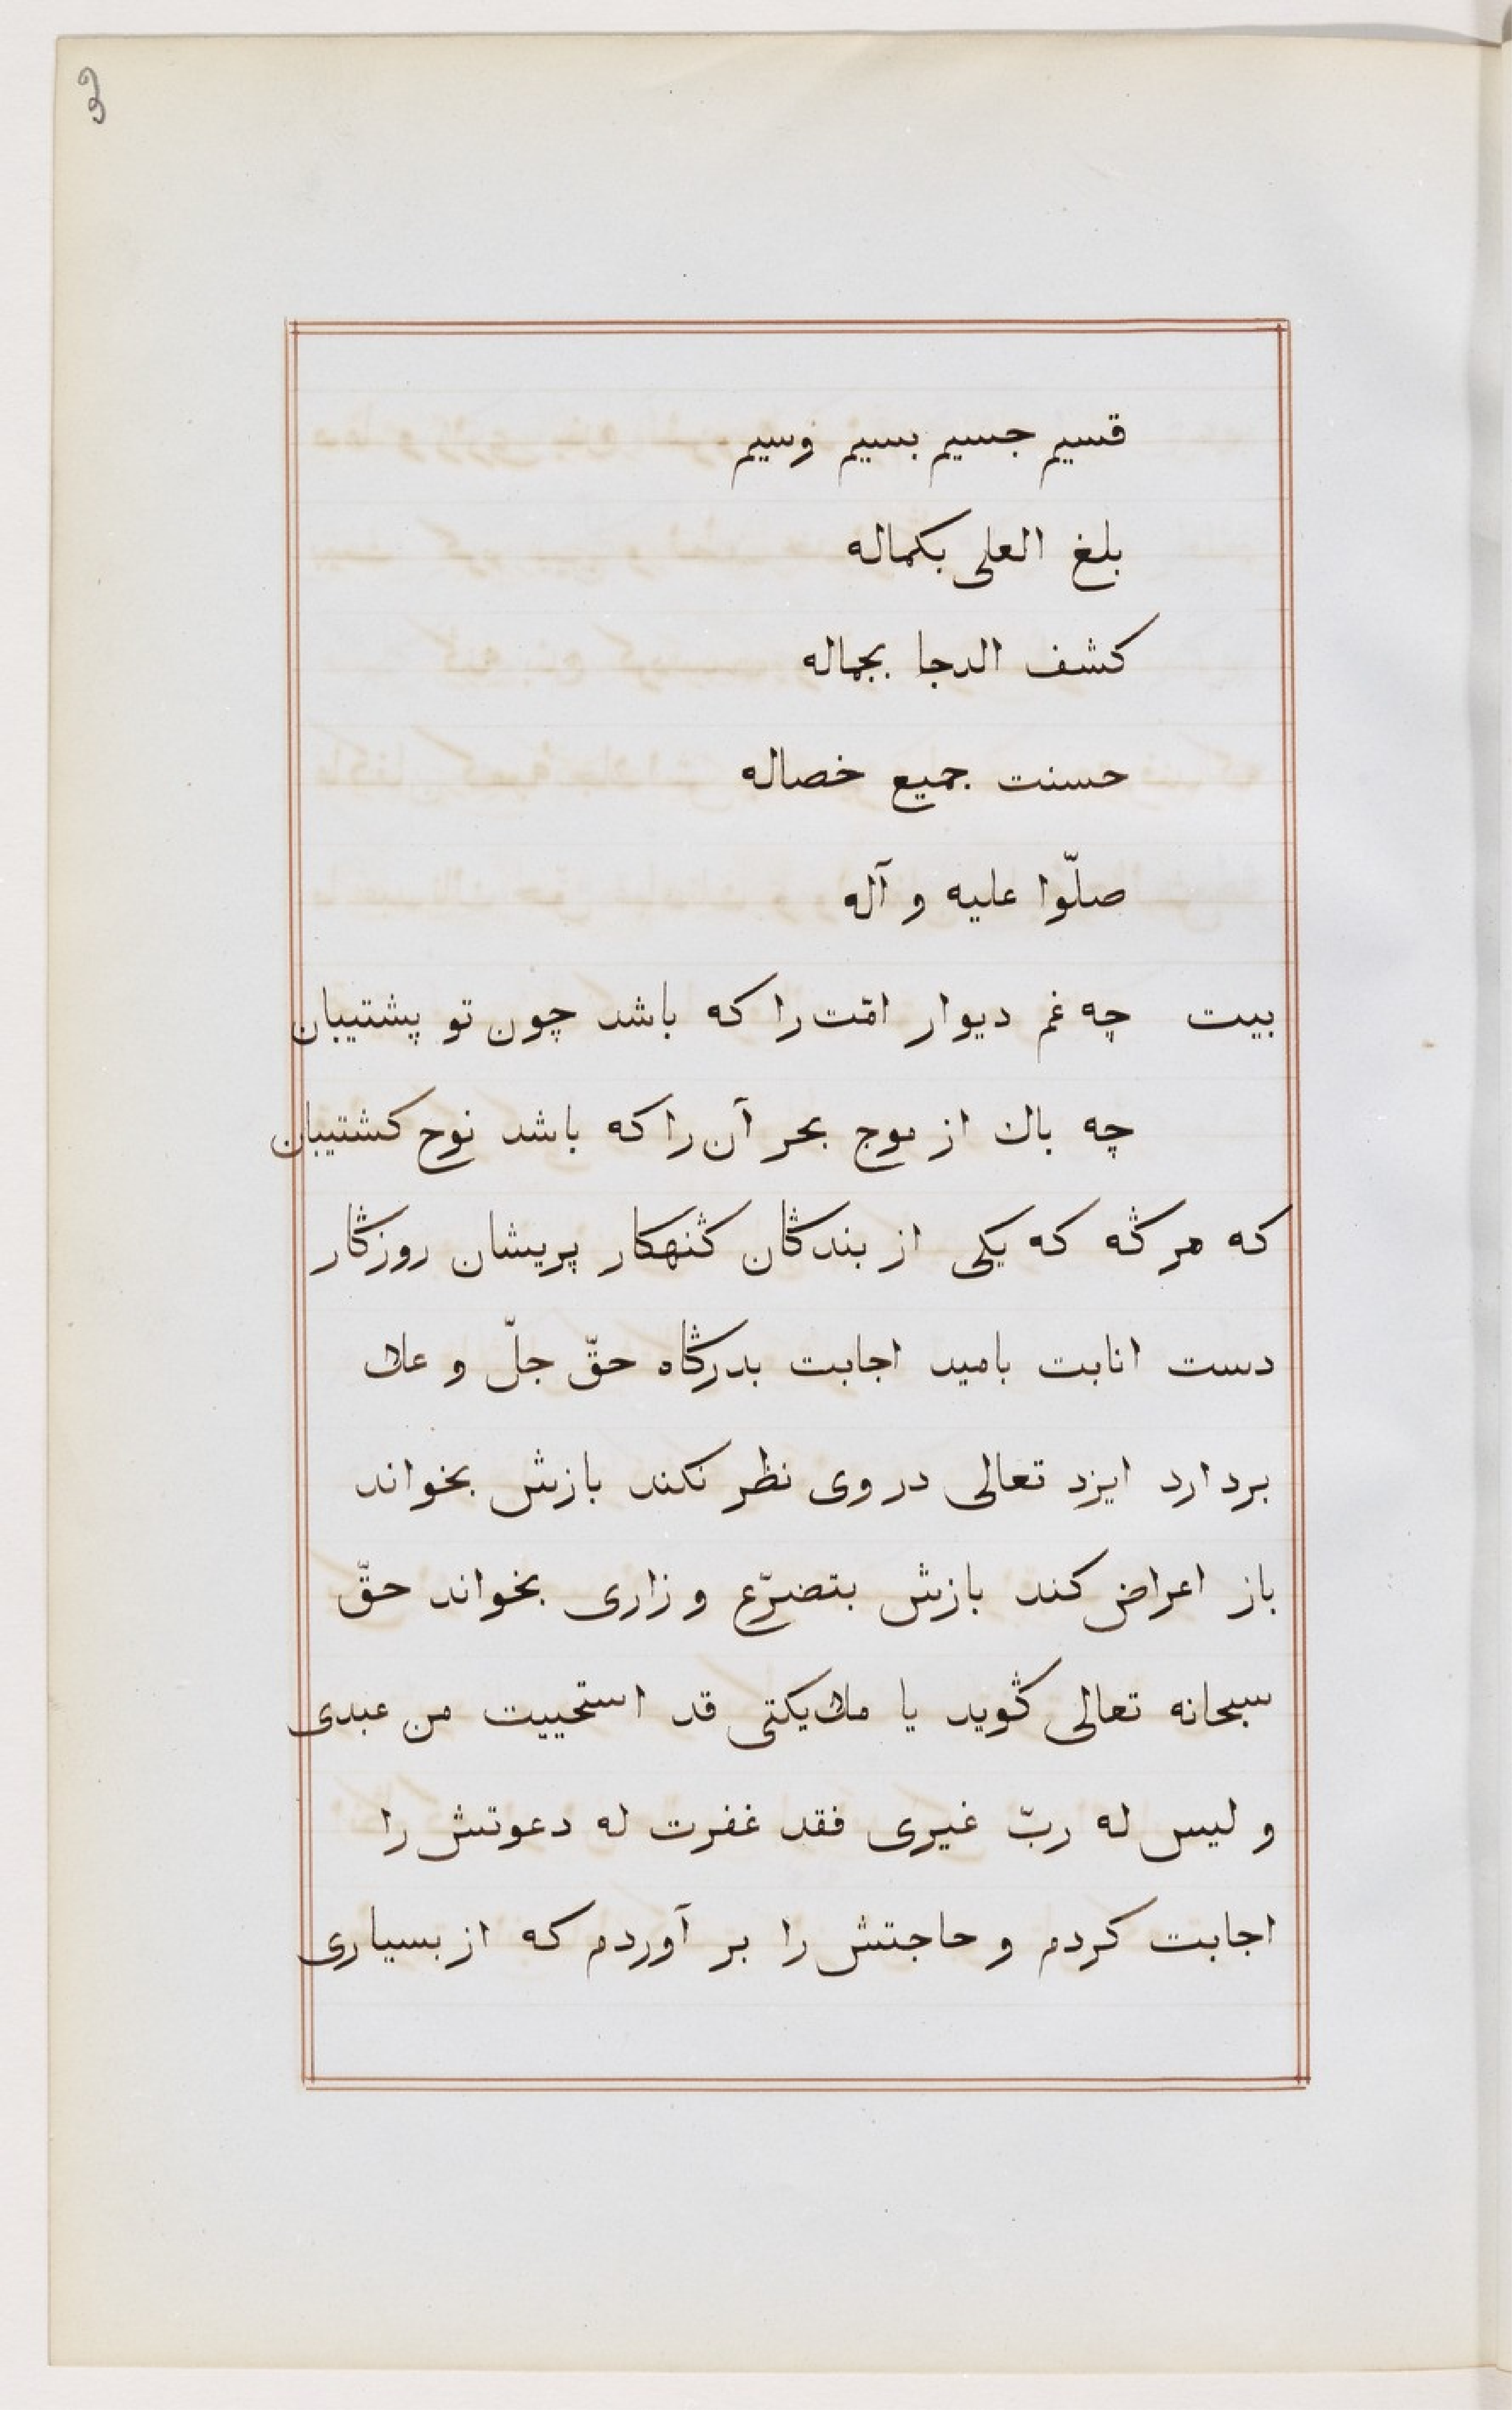 قسیم جسیم بسیم وسیم
بلغ العلی بکماله
کشف الدجا بجماله
حسنت جمیع خصاله
صلّوا علیه و آله
بیت چه غم دیوار امّت را که باشد چون تو پشتیبان
چه باك از موج بحر آن را که باشد نوح کشتیبان
که هر گه که یکی از بندگان گنهکار پریشان روزگار
دست انابت بامید اجابت بدرگاه حقّ جلّ و علا
بردارد ایزد تعالی در وی نظر نکند بازش بخواند
باز اعراض کند بازش بتضرّع و زاری بخواند حقّ
سبحانه تعالی گوید یا ملایکتی قد استحییت من عبدی
و لیس له ربّ غیری فقد غفرت له دعوتش را
اجابت کردم و حاجتش را بر آوردم که از بسیاری